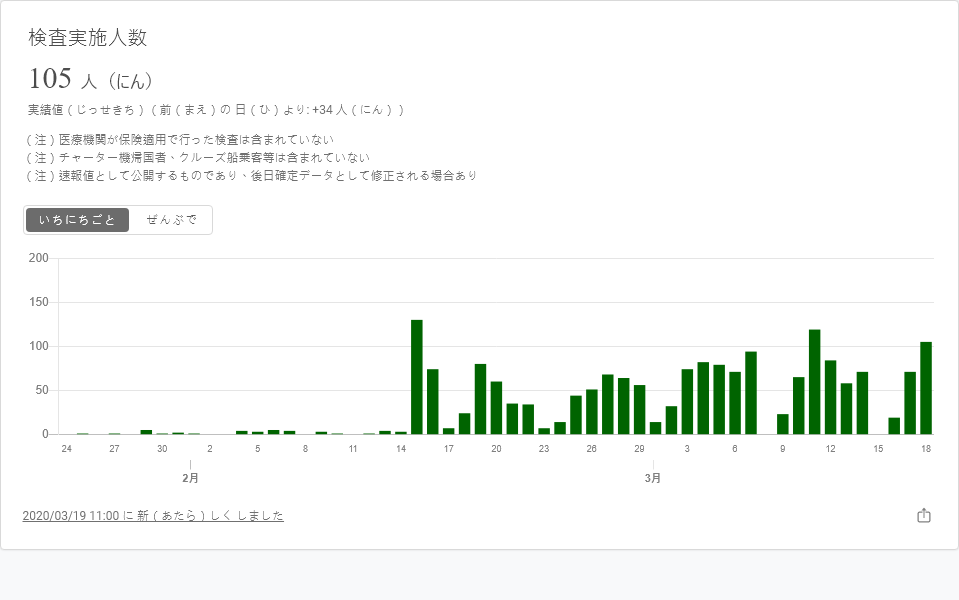 検査実施人数
105 人（にん）
実績値（じっせきち）（前（まえ）の 日（ひ）より: +34 人（にん））
（注）医療機関が保険適用で行った検査は含まれていない
（注）チャーター機帰国者、クルーズ船乗客等は含まれていない
（注）速報値として公開するものであり、後日確定データとして修正される場合あり
いちにちごと ぜんぶで
200
150
100
50
0
24 27 30 2 5 8 11 14 17 20 23 26 29 3 6 9 12 15 18
2月 3月
2020/03/19 11:00 に 新（あたら）しく しました